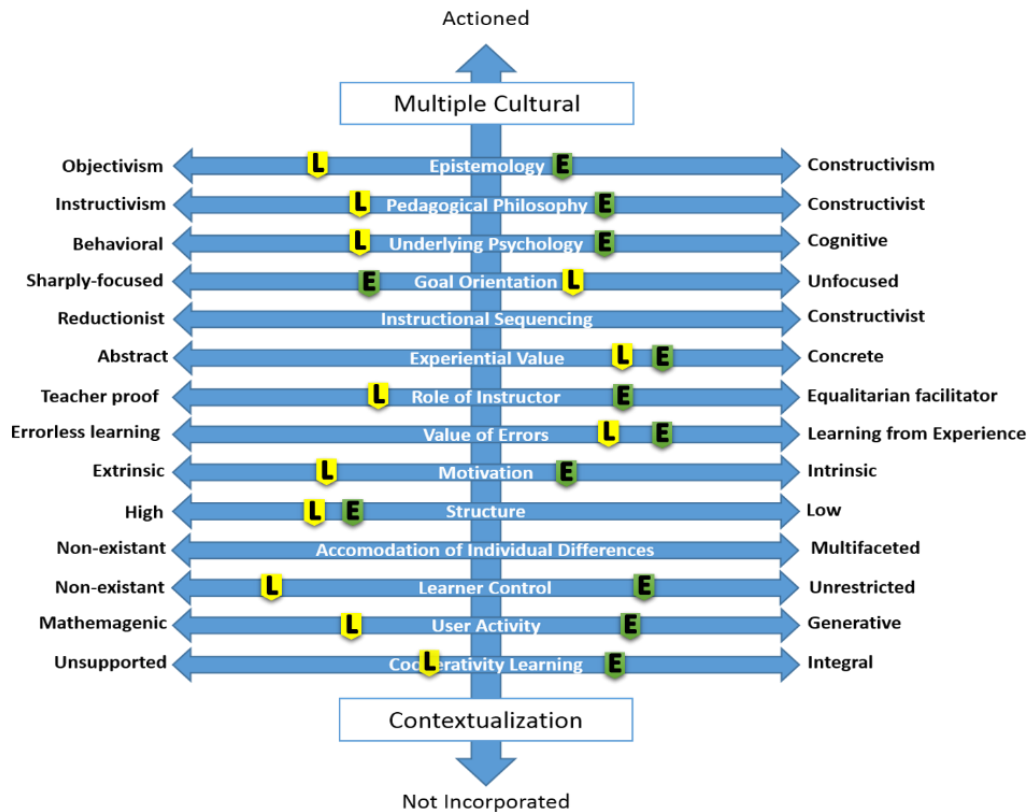 Actioned
Multiple Cultural
Objectivism L Epistemology E Constructivism
Instructivism L Pedagogical Philosophy E Constructivist
Behavioral L Underlying Psychology E Cognitive
Sharply-focused E Goal Orientation L Unfocused
Reductionist Instructional Sequencing Constructivist
Abstract Experiential Value L E Concrete
Teacher proof L Role of Instructor E Equalitarian facilitator
Errorless learning Value of Errors L E Learning from Experience
Extrinsic L Motivation E Intrinsic
High L E Structure Low
Non-existant Accomodation of Individual Differences Multifaceted
Non-existant L Learner Control E Unrestricted
Mathemagenic L User Activity E Generative
Unsupported L Cooperativity Learning E Integral
Contextualization
Not Incorporated